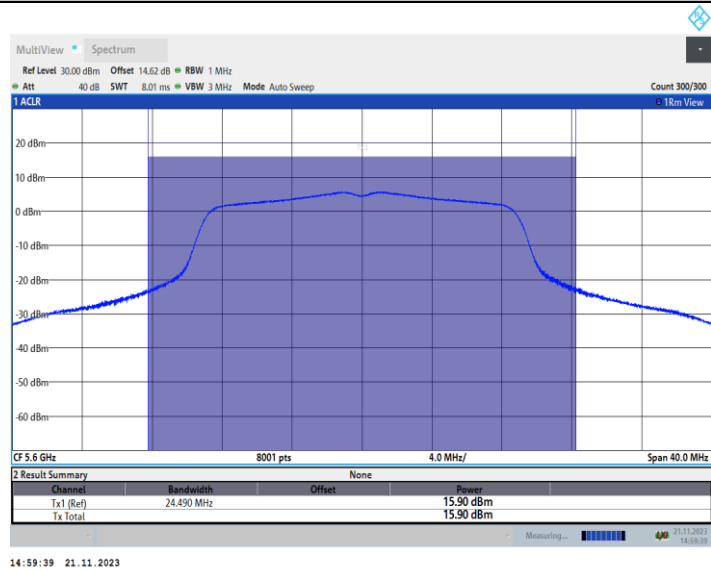 MultiView Spectrum
Ref Level 30.00 dBm Offset 14.62 dB RBW 1 MHz
Att 40 dB SWT 8.01 ms VBW 3 MHz Mode Auto Sweep Count 300/300
1 ACLR 1Rm View
20 dBm
10 dBm
0 dBm
-10 dBm
-20 dBm
-30 dBm
-40 dBm
-50 dBm
-60 dBm
CF 5.6 GHz 8001 pts 4.0 MHz/ Span 40.0 MHz
2 Result Summary None
Channel Bandwidth Offset Power
Tx1 (Ref) 24.490 MHz 15.90 dBm
Tx Total 15.90 dBm
Measuring... 21.11.2023
14:59:39
14:59:39 21.11.2023